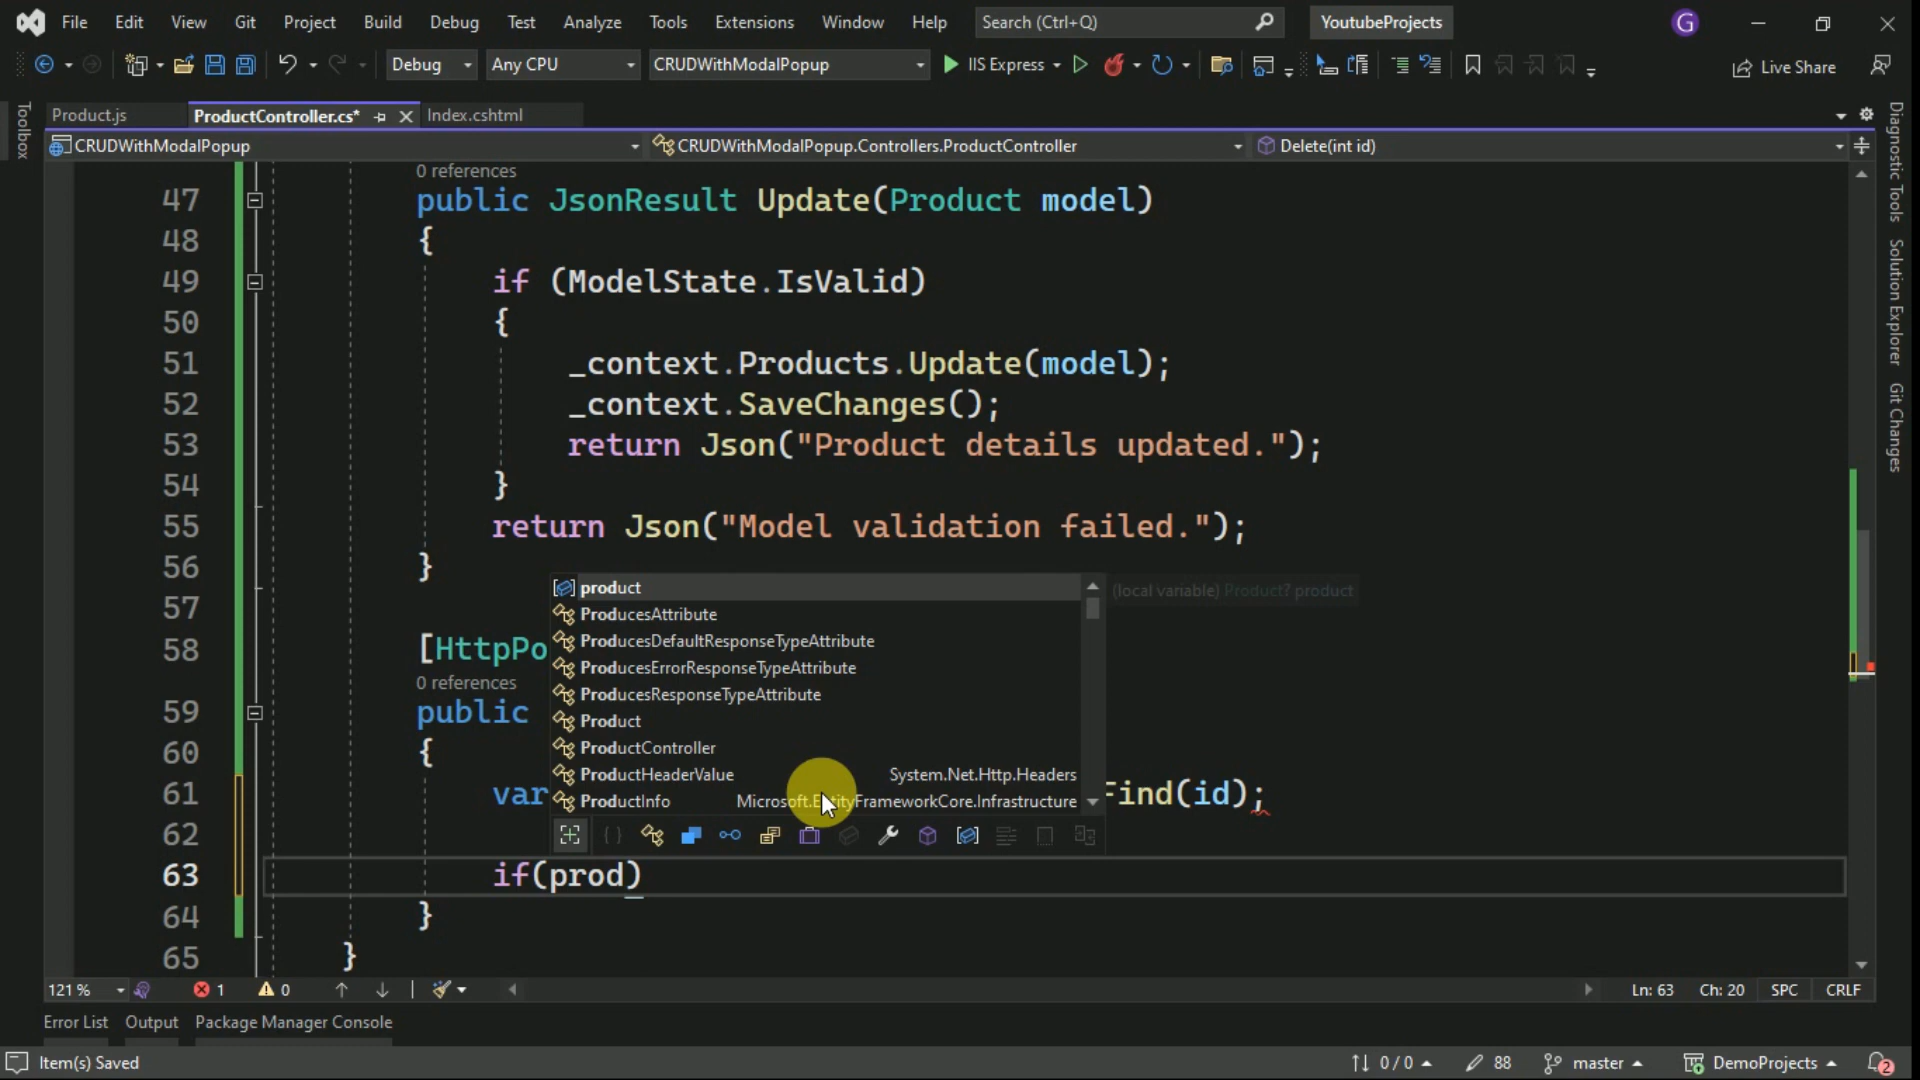 File Edit View Git Project Build Debug Test Analyze Tools Extensions Window Help Search (Ctrl+Q) YoutubeProjects G
Debug Any CPU CRUDWithModalPopup IIS Express Live Share
Toolbox
Product.js ProductController.cs* Index.cshtml
CRUDWithModalPopup CRUDWithModalPopup.Controllers.ProductController Delete(int id)
0 references
47 public JsonResult Update(Product model)
48 {
49 if (ModelState.IsValid)
50 {
51 _context.Products.Update(model);
52 _context.SaveChanges();
53 return Json("Product details updated.");
54 }
55 return Json("Model validation failed.");
56 }
57
58 [HttpPo
0 references
59 public
60 {
61 var Find(id);
62
63 if(prod)
64 }
65 }
product (local variable) Product? product
ProducesAttribute
ProducesDefaultResponseTypeAttribute
ProducesErrorResponseTypeAttribute
ProducesResponseTypeAttribute
Product
ProductController
ProductHeaderValue System.Net.Http.Headers
ProductInfo Microsoft.EntityFrameworkCore.Infrastructure
Diagnostic Tools
Solution Explorer
Git Changes
121 % 1 0 Ln: 63 Ch: 20 SPC CRLF
Error List Output Package Manager Console
Item(s) Saved 0 / 0 88 master DemoProjects 2